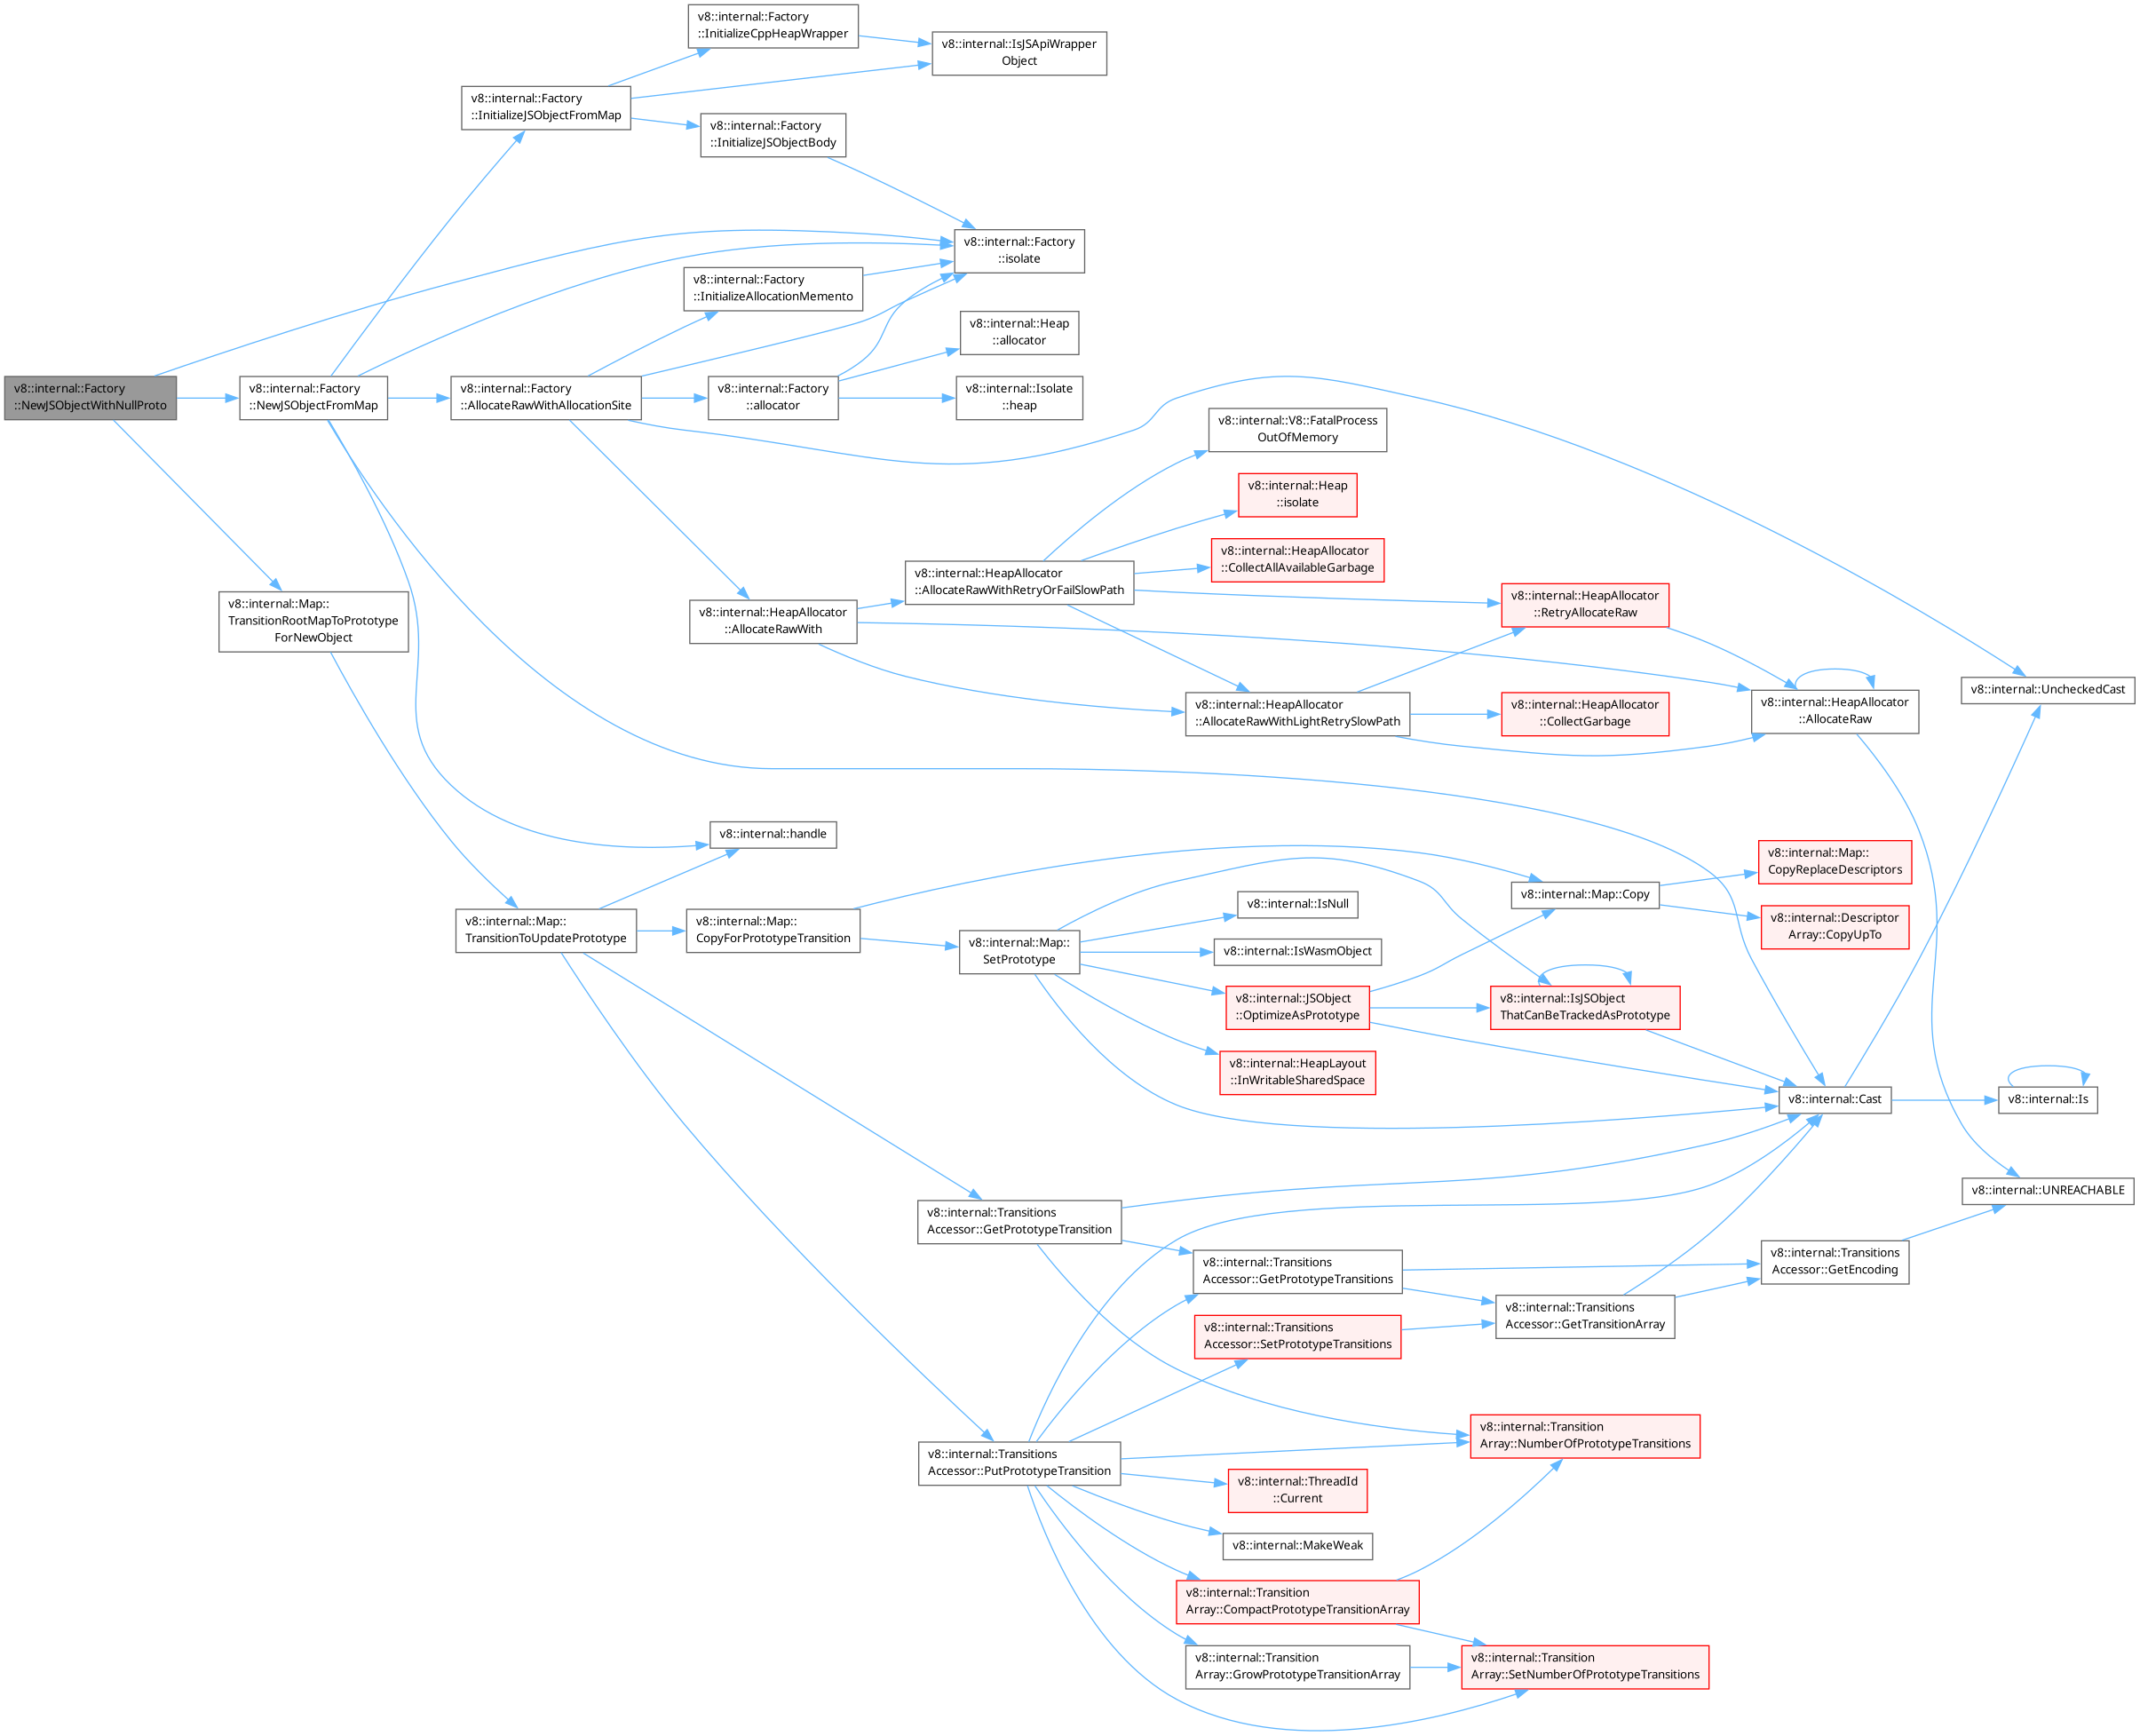 v8::internal::Factory
::InitializeCppHeapWrapper
v8::internal::IsJSApiWrapper
Object
v8::internal::Factory
::InitializeJSObjectFromMap
v8::internal::Factory
::InitializeJSObjectBody
v8::internal::Factory
::isolate
v8::internal::Factory
::InitializeAllocationMemento
v8::internal::Heap
::allocator
v8::internal::Factory
::NewJSObjectWithNullProto
v8::internal::Factory
::NewJSObjectFromMap
v8::internal::Factory
::AllocateRawWithAllocationSite
v8::internal::Factory
::allocator
v8::internal::Isolate
::heap
v8::internal::V8::FatalProcess
OutOfMemory
v8::internal::Heap
::isolate
v8::internal::HeapAllocator
::CollectAllAvailableGarbage
v8::internal::HeapAllocator
::AllocateRawWithRetryOrFailSlowPath
v8::internal::HeapAllocator
::RetryAllocateRaw
v8::internal::Map::
TransitionRootMapToPrototype
ForNewObject
v8::internal::HeapAllocator
::AllocateRawWith
v8::internal::UncheckedCast
v8::internal::HeapAllocator
::AllocateRawWithLightRetrySlowPath
v8::internal::HeapAllocator
::CollectGarbage
v8::internal::HeapAllocator
::AllocateRaw
v8::internal::handle
v8::internal::Map::
CopyReplaceDescriptors
v8::internal::Map::Copy
v8::internal::IsNull
v8::internal::Descriptor
Array::CopyUpTo
v8::internal::Map::
TransitionToUpdatePrototype
v8::internal::Map::
CopyForPrototypeTransition
v8::internal::Map::
SetPrototype
v8::internal::IsWasmObject
v8::internal::JSObject
::OptimizeAsPrototype
v8::internal::IsJSObject
ThatCanBeTrackedAsPrototype
v8::internal::HeapLayout
::InWritableSharedSpace
v8::internal::Cast
v8::internal::Is
v8::internal::UNREACHABLE
v8::internal::Transitions
Accessor::GetPrototypeTransition
v8::internal::Transitions
Accessor::GetPrototypeTransitions
v8::internal::Transitions
Accessor::GetEncoding
v8::internal::Transitions
Accessor::GetTransitionArray
v8::internal::Transitions
Accessor::SetPrototypeTransitions
v8::internal::Transition
Array::NumberOfPrototypeTransitions
v8::internal::Transitions
Accessor::PutPrototypeTransition
v8::internal::ThreadId
::Current
v8::internal::MakeWeak
v8::internal::Transition
Array::CompactPrototypeTransitionArray
v8::internal::Transition
Array::GrowPrototypeTransitionArray
v8::internal::Transition
Array::SetNumberOfPrototypeTransitions